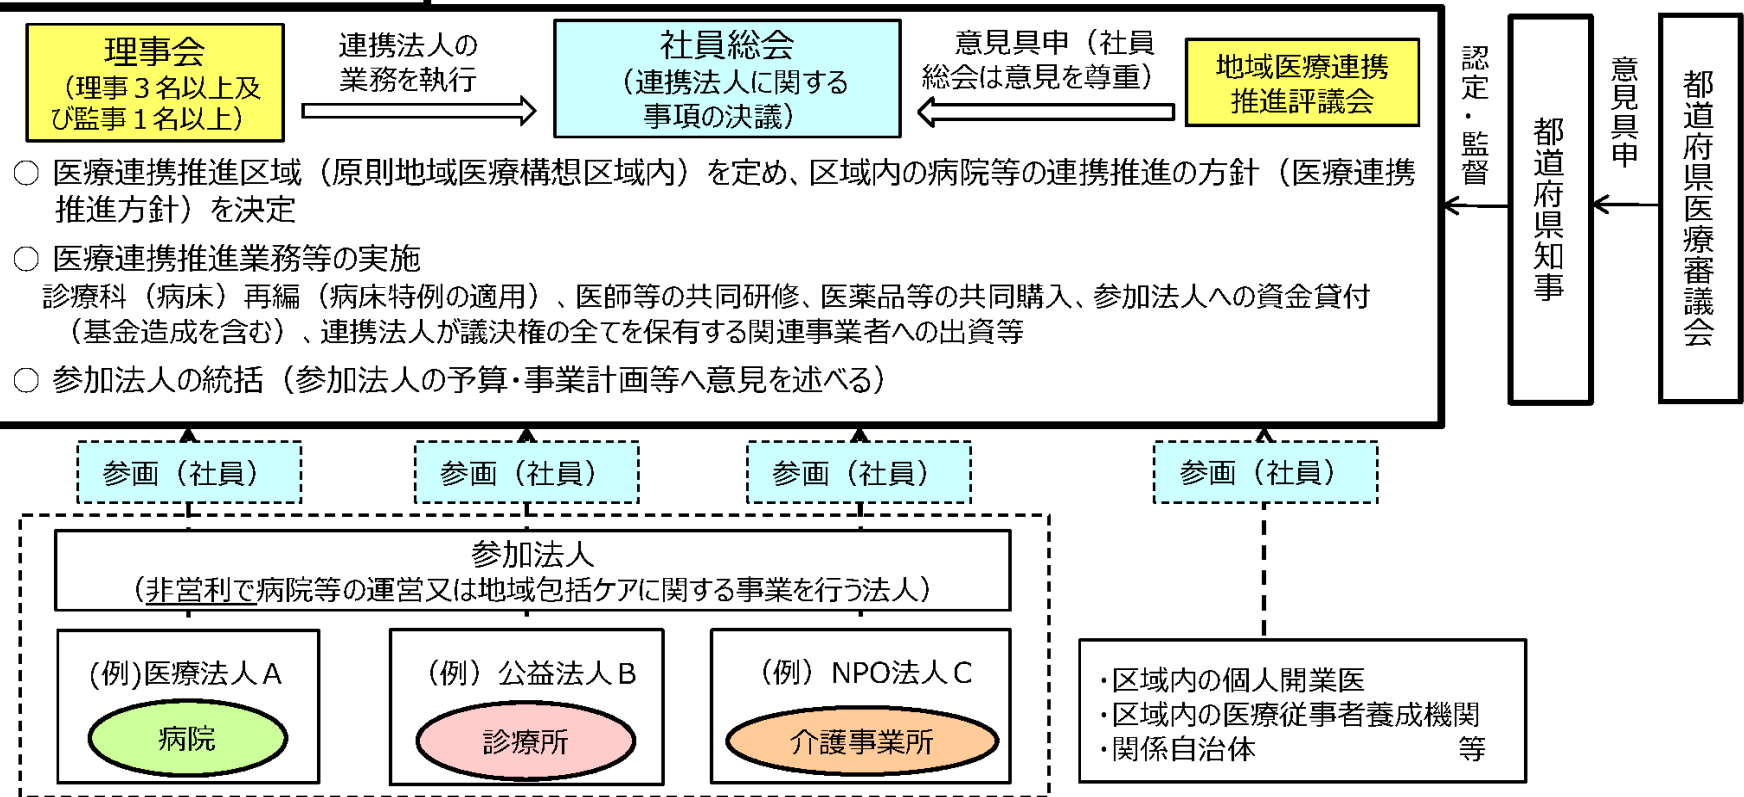 理事会
（理事３名以上及
び監事１名以上）
連携法人の
業務を執行
社員総会
（連携法人に関する
事項の決議）
意見具申（社員
総会は意見を尊重）
地域医療連携
推進評議会
認定・監督
都道府県知事
意見具申
都道府県医療審議会
○ 医療連携推進区域（原則地域医療構想区域内）を定め、区域内の病院等の連携推進の方針（医療連携
推進方針）を決定
○ 医療連携推進業務等の実施
診療科（病床）再編（病床特例の適用）、医師等の共同研修、医薬品等の共同購入、参加法人への資金貸付
（基金造成を含む）、連携法人が議決権の全てを保有する関連事業者への出資等
○ 参加法人の統括（参加法人の予算・事業計画等へ意見を述べる）
参画（社員）
参画（社員）
参画（社員）
参画（社員）
参加法人
（非営利で病院等の運営又は地域包括ケアに関する事業を行う法人）
(例)医療法人Ａ
病院
（例）公益法人Ｂ
診療所
（例）NPO法人Ｃ
介護事業所
・区域内の個人開業医
・区域内の医療従事者養成機関
・関係自治体 等